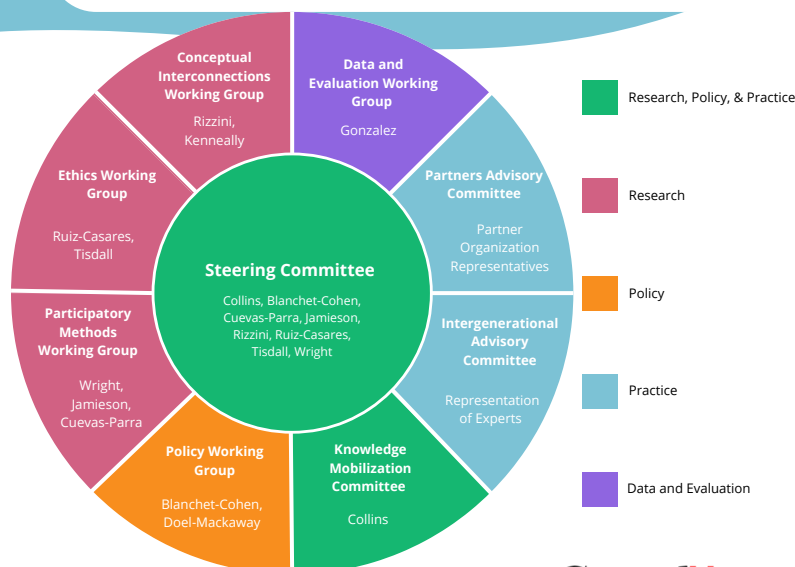 Conceptual
Interconnections
Working Group
Rizzini,
Kenneally
Data and
Evaluation Working
Group
Gonzalez
Ethics Working
Group
Ruiz-Casares,
Tisdall
Partners Advisory
Committee
Partner
Organization
Representatives
Steering Committee
Collins, Blanchet-Cohen,
Cuevas-Parra, Jamieson,
Rizzini, Ruiz-Casares,
Tisdall, Wright
Participatory
Methods
Working Group
Wright,
Jamieson,
Cuevas-Parra
Intergenerational
Advisory
Committee
Representation
of Experts
Policy Working
Group
Blanchet-Cohen,
Doel-Mackaway
Knowledge
Mobilization
Committee
Collins
Research, Policy, & Practice
Research
Policy
Practice
Data and Evaluation